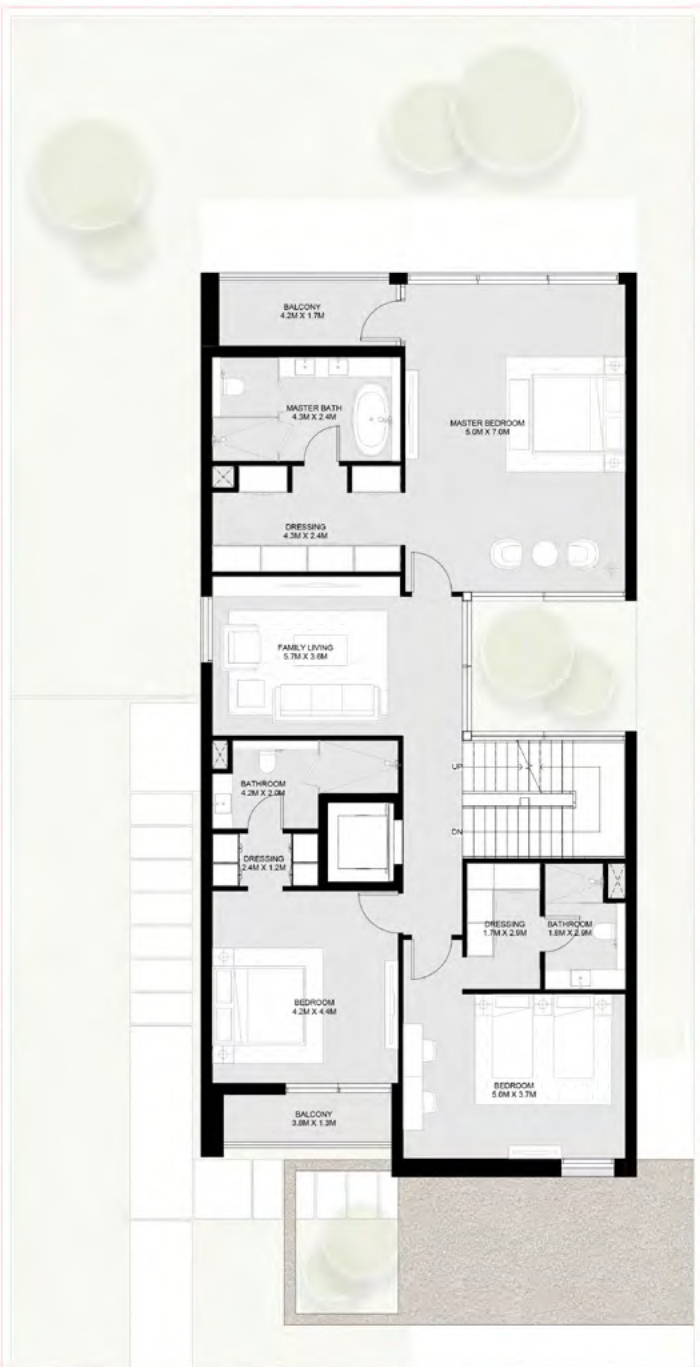 BALCONY
4.2M X 1.7M
MASTER BATH
4.3M X 2.4M
MASTER BEDROOM
5.0M X 7.0M
DRESSING
4.3M X 2.4M
FAMILY LIVING
5.7M X 3.6M
UP
BATHROOM
4.2M X 2.0M
DN
DRESSING
2.4M X 1.2M
DRESSING
1.7M X 2.9M
BATHROOM
1.8M X 2.9M
BEDROOM
4.2M X 4.4M
BEDROOM
5.0M X 3.7M
BALCONY
3.8M X 1.3M